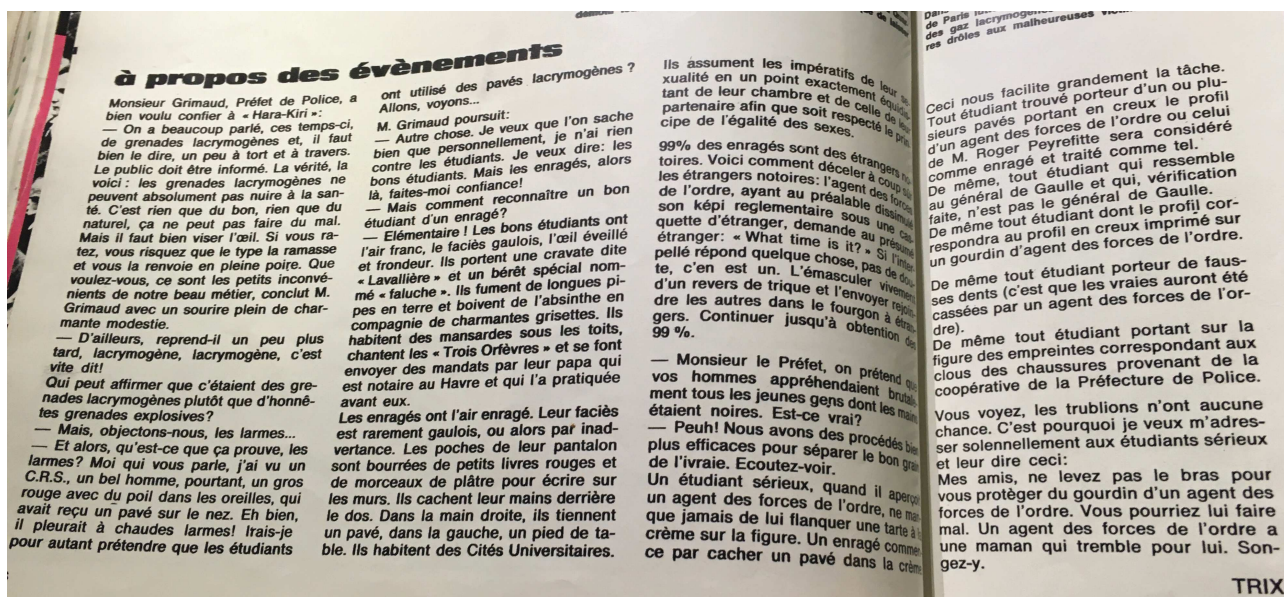 à propos des évènements
Monsieur Grimaud, Préfet de Police, a
bien voulu confier à « Hara-Kiri »:
— On a beaucoup parlé, ces temps-ci,
de grenades lacrymogènes et, il faut
bien le dire, un peu à tort et à travers.
Le public doit être informé. La vérité, la
voici : les grenades lacrymogènes ne
peuvent absolument pas nuire à la san-
té. C'est rien que du bon, rien que du
naturel, ça ne peut pas faire du mal.
Mais il faut bien viser l'œil. Si vous ra-
tez, vous risquez que le type la ramasse
et vous la renvoie en pleine poire. Que
voulez-vous, ce sont les petits inconvé-
nients de notre beau métier, conclut M.
Grimaud avec un sourire plein de char-
mante modestie.
— D'ailleurs, reprend-il un peu plus
tard, lacrymogène, lacrymogène, c'est
vite dit!
Qui peut affirmer que c'étaient des gre-
nades lacrymogènes plutôt que d'honnê-
tes grenades explosives?
— Mais, objectons-nous, les larmes...
— Et alors, qu'est-ce que ça prouve, les
larmes? Moi qui vous parle, j'ai vu un
C.R.S., un bel homme, pourtant, un gros
rouge avec du poil dans les oreilles, qui
avait reçu un pavé sur le nez. Eh bien,
il pleurait à chaudes larmes! Irais-je
pour autant prétendre que les étudiants
ont utilisé des pavés lacrymogènes ?
Allons, voyons...
M. Grimaud poursuit:
— Autre chose. Je veux que l'on sache
bien que personnellement, je n'ai rien
contre les étudiants. Je veux dire: les
bons étudiants. Mais les enragés, alors
là, faites-moi confiance!
— Mais comment reconnaître un bon
étudiant d'un enragé?
— Elémentaire ! Les bons étudiants ont
l'air franc, le faciès gaulois, l'œil éveillé
et frondeur. Ils portent une cravate dite
« Lavallière » et un bérêt spécial nom-
mé « faluche ». Ils fument de longues pi-
pes en terre et boivent de l'absinthe en
compagnie de charmantes grisettes. Ils
habitent des mansardes sous les toits,
chantent les « Trois Orfèvres » et se font
envoyer des mandats par leur papa qui
est notaire au Havre et qui l'a pratiquée
avant eux.
Les enragés ont l'air enragé. Leur faciès
est rarement gaulois, ou alors par inad-
vertance. Les poches de leur pantalon
sont bourrées de petits livres rouges et
de morceaux de plâtre pour écrire sur
les murs. Ils cachent leur mains derrière
le dos. Dans la main droite, ils tiennent
un pavé, dans la gauche, un pied de ta-
ble. Ils habitent des Cités Universitaires.
Ils assument les impératifs de leur se-
xualité en un point exactement équidis-
tant de leur chambre et de celle de leur
partenaire afin que soit respecté le prin-
cipe de l'égalité des sexes.
99% des enragés sont des étrangers no-
toires. Voici comment déceler à coup sûr
les étrangers notoires: l'agent des forces
de l'ordre, ayant au préalable dissimulé
son képi reglementaire sous une cas-
quette d'étranger, demande au présumé
étranger: « What time is it? » Si l'inter-
pellé répond quelque chose, pas de dou-
te, c'en est un. L'émasculer vivement
d'un revers de trique et l'envoyer rejoin-
dre les autres dans le fourgon à étran-
gers. Continuer jusqu'à obtention des
99 %.
— Monsieur le Préfet, on prétend que
vos hommes appréhendaient brutale-
ment tous les jeunes gens dont les mains
étaient noires. Est-ce vrai?
— Peuh! Nous avons des procédés bien
plus efficaces pour séparer le bon grain
de l'ivraie. Ecoutez-voir.
Un étudiant sérieux, quand il aperçoit
un agent des forces de l'ordre, ne man-
que jamais de lui flanquer une tarte à la
crème sur la figure. Un enragé commen-
ce par cacher un pavé dans la crème
de Paris
des gaz lacrymogènes
res drôles aux malheureuses
Ceci nous facilite grandement la tâche.
Tout étudiant trouvé porteur d'un ou plu-
sieurs pavés portant en creux le profil
d'un agent des forces de l'ordre ou celui
de M. Roger Peyrefitte sera considéré
comme enragé et traité comme tel.
De même, tout étudiant qui ressemble
au général de Gaulle et qui, vérification
faite, n'est pas le général de Gaulle.
De même tout étudiant dont le profil cor-
respondra au profil en creux imprimé sur
un gourdin d'agent des forces de l'ordre.
De même tout étudiant porteur de faus-
ses dents (c'est que les vraies auront été
cassées par un agent des forces de l'or-
dre).
De même tout étudiant portant sur la
figure des empreintes correspondant aux
clous des chaussures provenant de la
coopérative de la Préfecture de Police.
Vous voyez, les trublions n'ont aucune
chance. C'est pourquoi je veux m'adres-
ser solennellement aux étudiants sérieux
et leur dire ceci:
Mes amis, ne levez pas le bras pour
vous protèger du gourdin d'un agent des
forces de l'ordre. Vous pourriez lui faire
mal. Un agent des forces de l'ordre a
une maman qui tremble pour lui. Son-
gez-y.
TRIX